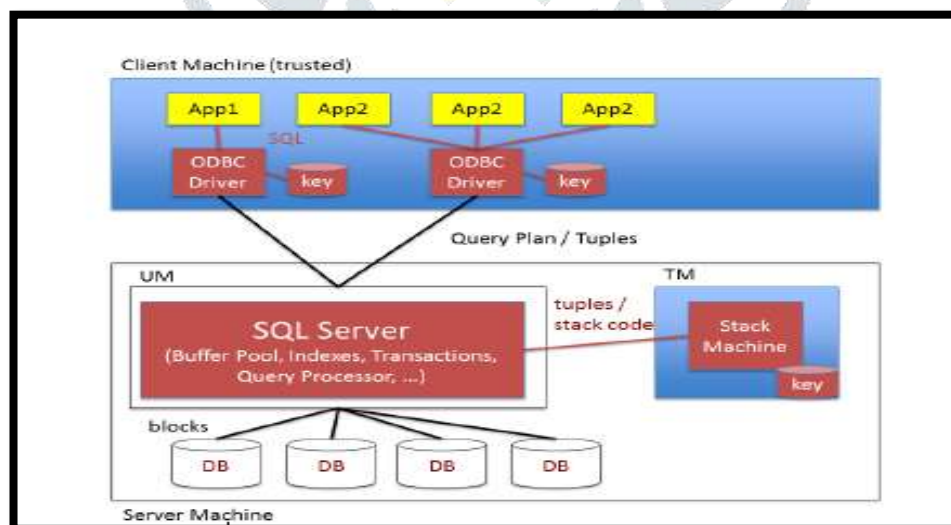 Client Machine (trusted)
App1 App2 App2 App2
SQL
ODBC Driver
key
ODBC Driver
key
Query Plan / Tuples
UM
TM
SQL Server
(Buffer Pool, Indexes, Transactions,
Query Processor, ...)
tuples /
stack code
Stack
Machine
key
blocks
DB DB DB DB
Server Machine